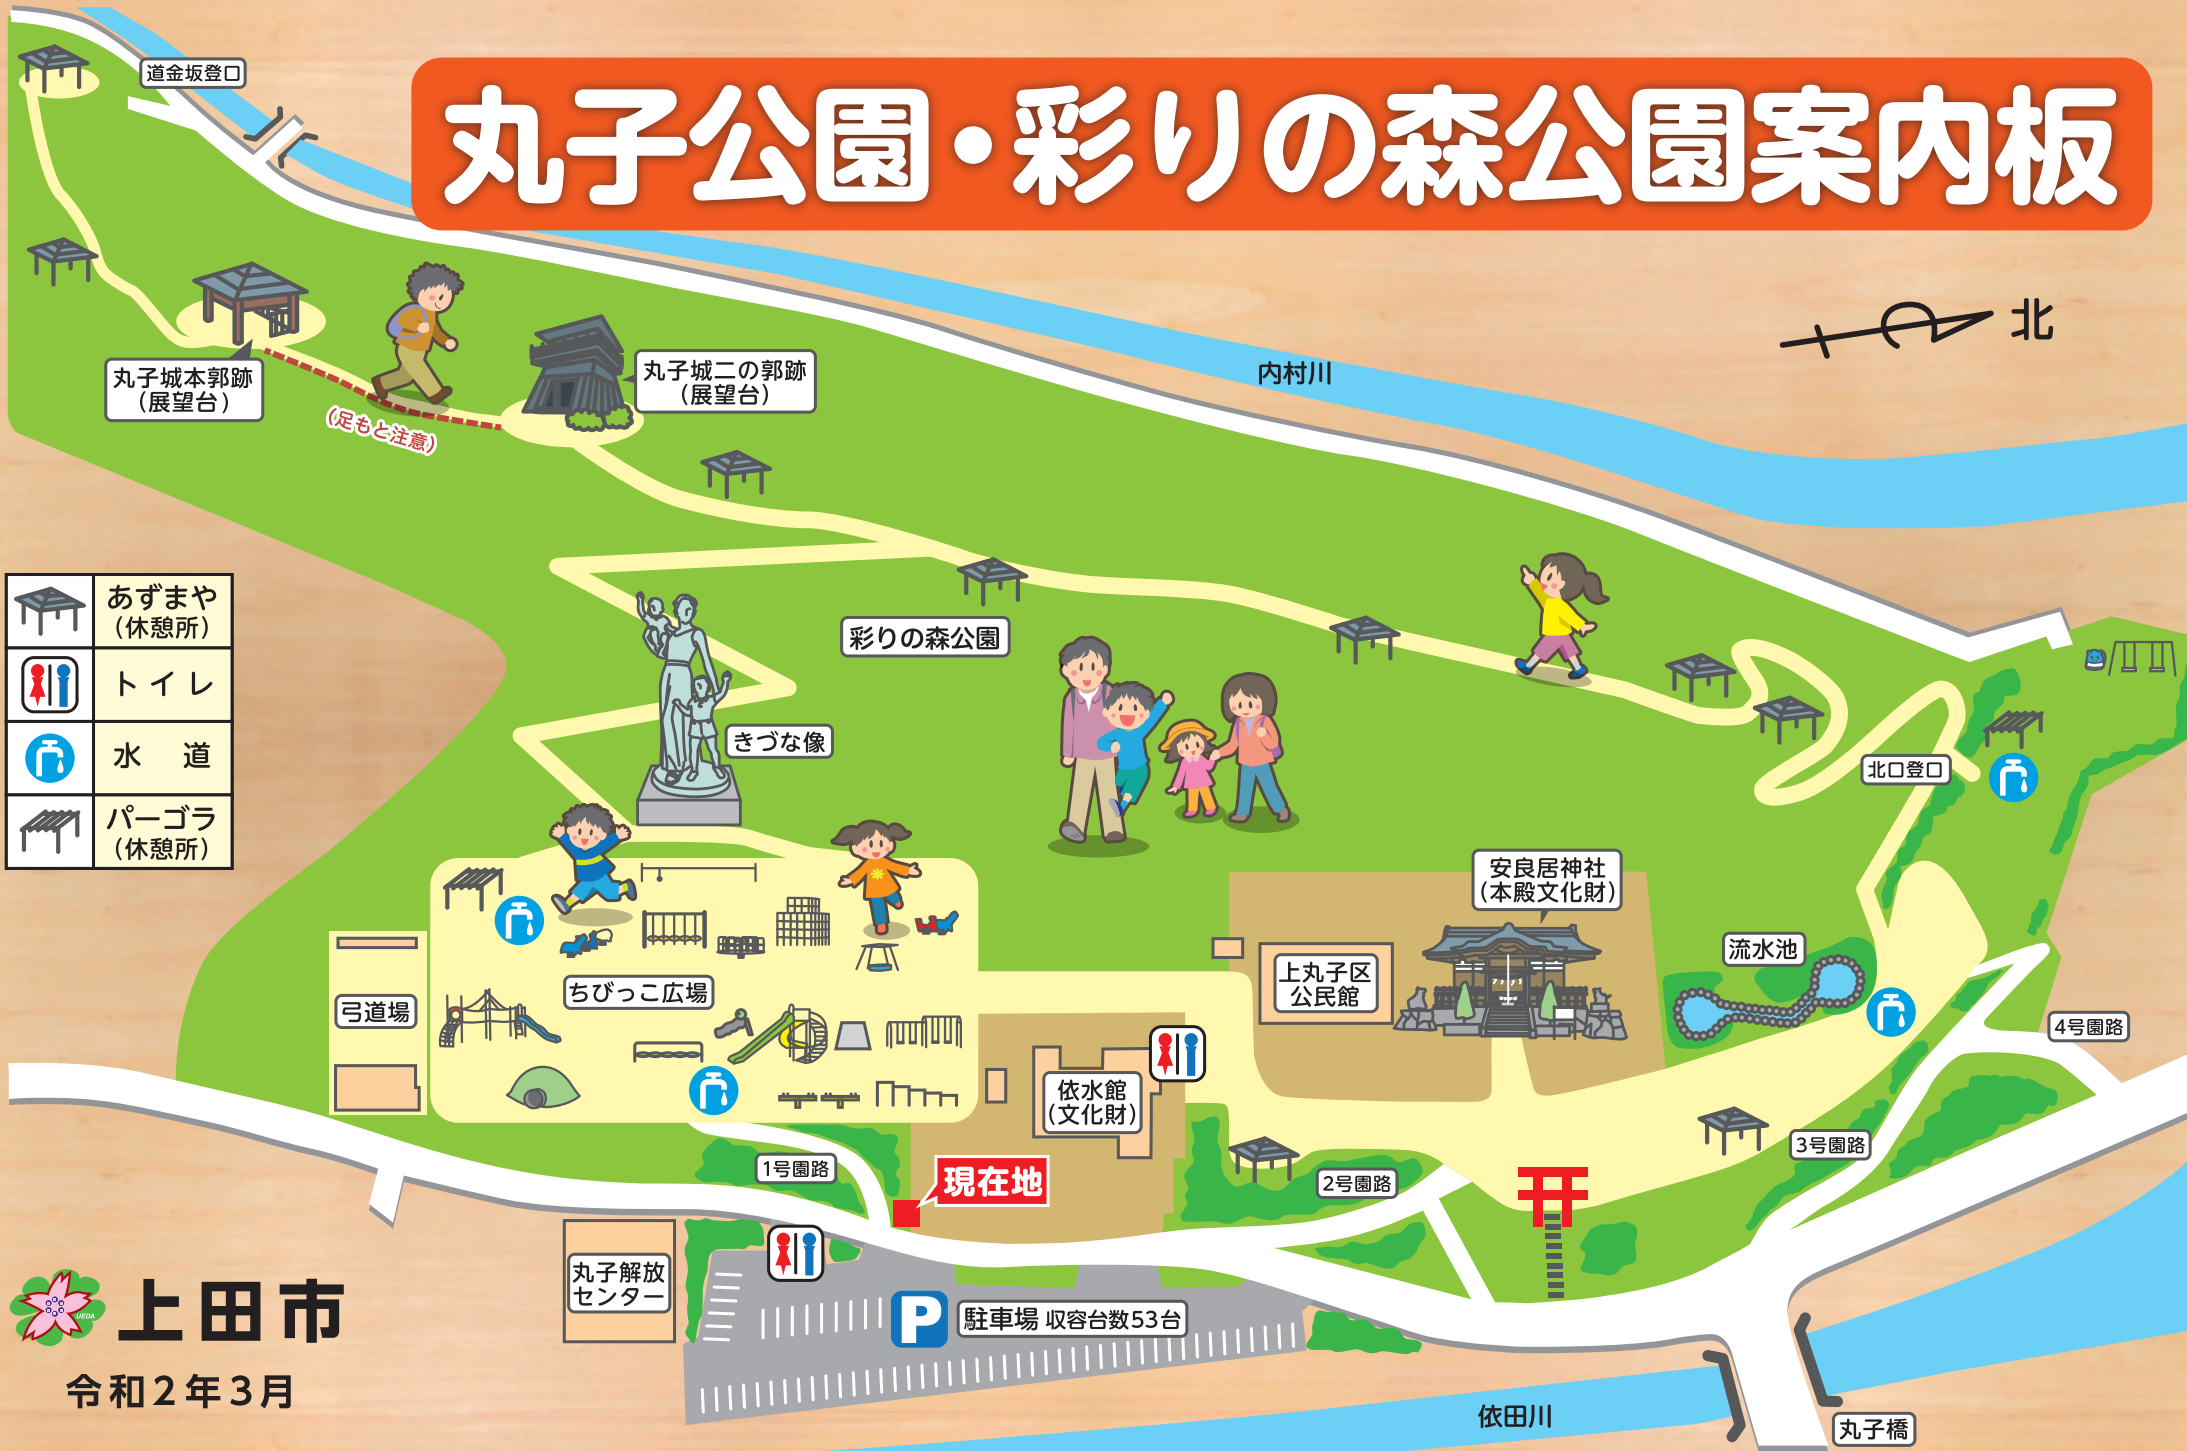 丸子公園・彩りの森公園案内板
道金坂登口
北
内村川
丸子城本郭跡
（展望台）
丸子城二の郭跡
（展望台）
（足もと注意）
あずまや
（休憩所）
トイレ
水 道
パーゴラ
（休憩所）
彩りの森公園
きづな像
北口登口
安良居神社
（本殿文化財）
上丸子区
公民館
流水池
ちびっこ広場
弓道場
4号園路
依水館
（文化財）
3号園路
1号園路
現在地
2号園路
丸子解放
センター
P
駐車場 収容台数53台
UEDA
上田市
令和2年3月
依田川
丸子橋